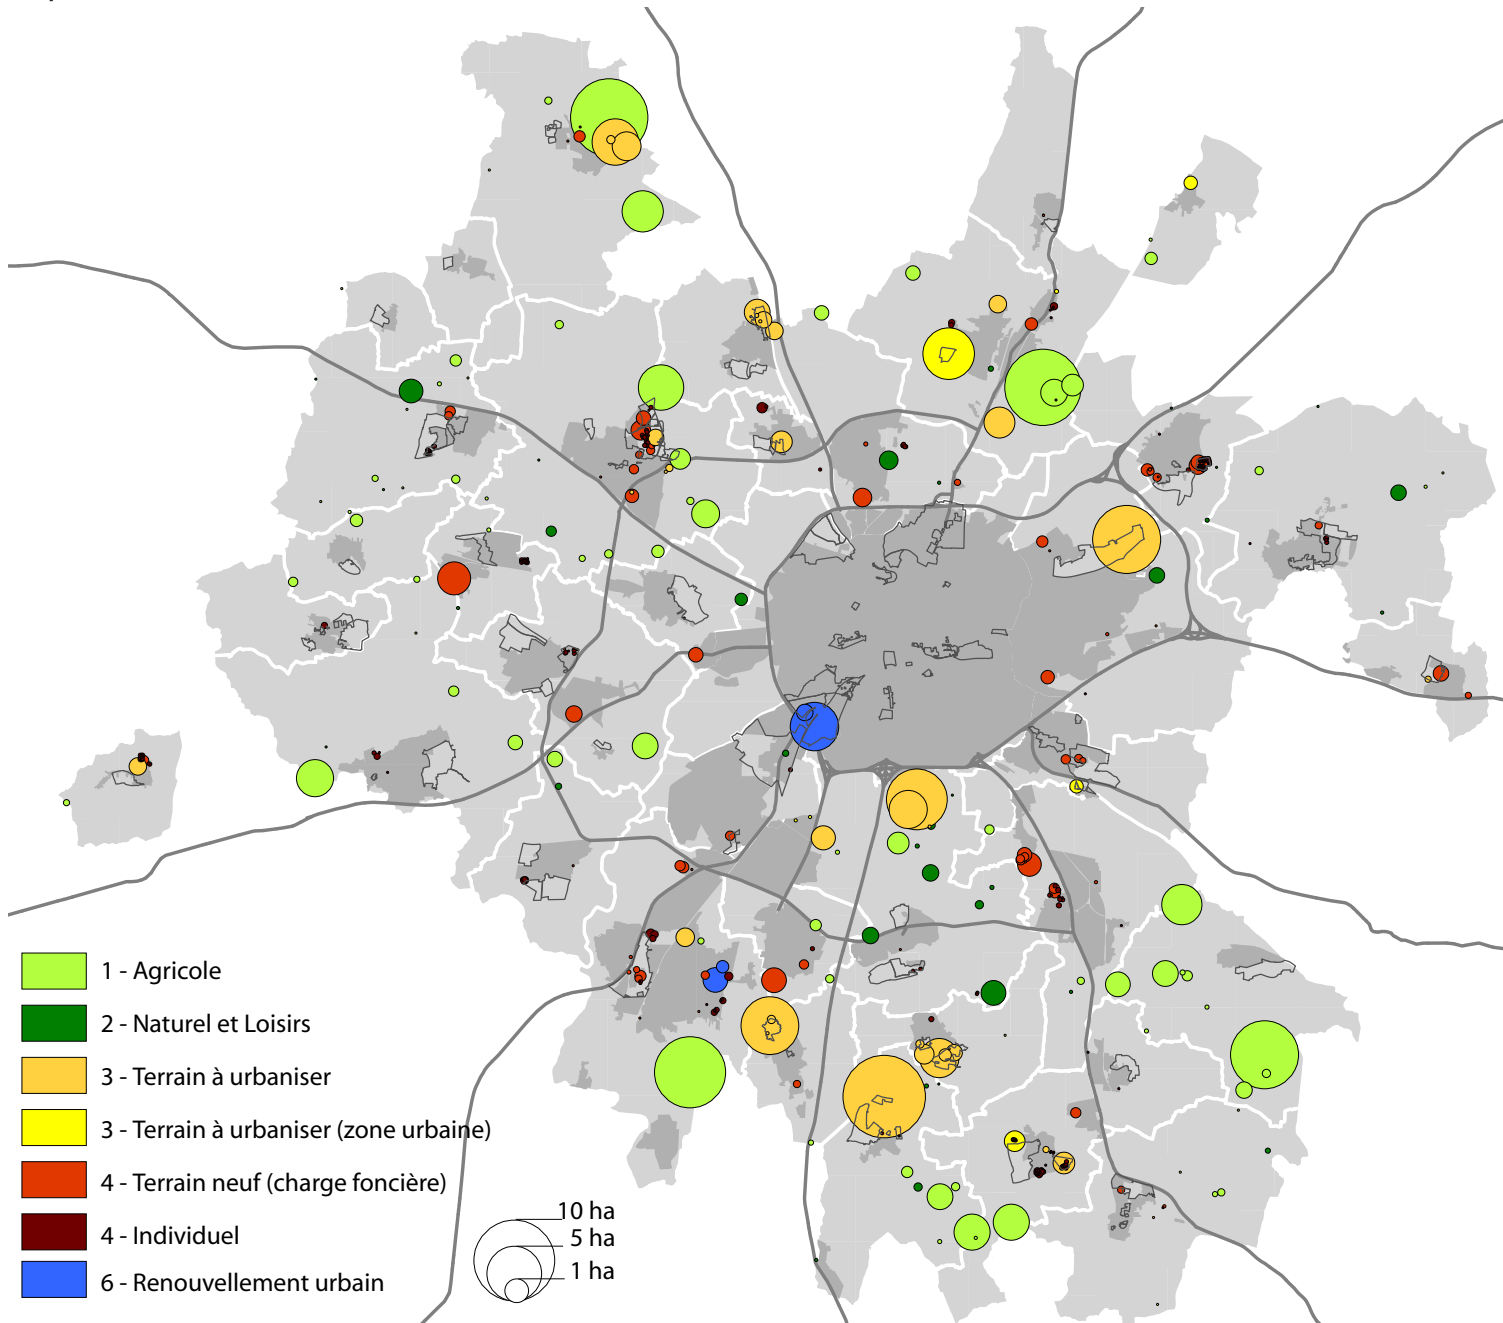 1 - Agricole
2 - Naturel et Loisirs
3 - Terrain à urbaniser
3 - Terrain à urbaniser (zone urbaine)
4 - Terrain neuf (charge foncière)
4 - Individuel
6 - Renouvellement urbain
10 ha
5 ha
1 ha